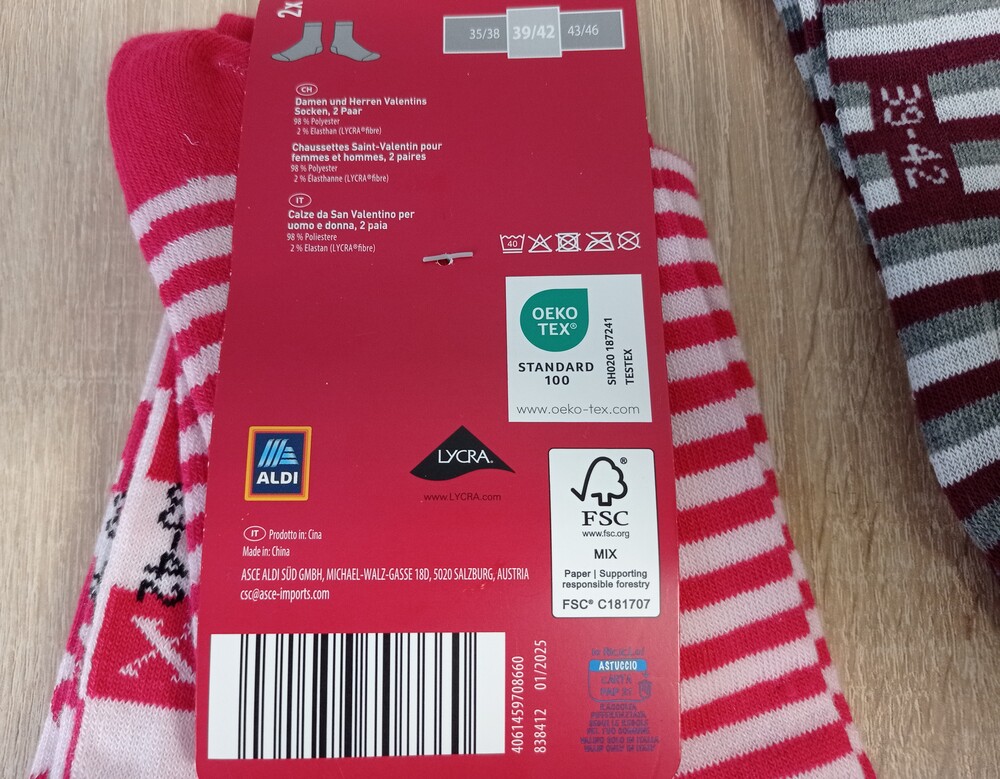 2x
35/38 39/42 43/46
39-42
CH
Damen und Herren Valentins
Socken, 2 Paar
98 % Polyester
2 % Elasthan (LYCRA®fibre)
Chaussettes Saint-Valentin pour
femmes et hommes, 2 paires
98 % Polyester
2 % Élasthanne (LYCRA®fibre)
IT
Calze da San Valentino per
uomo e donna, 2 paia
98 % Poliestere
2 % Elastan (LYCRA®fibre)
40
OEKO
TEX®
STANDARD
100
SH020 187241
TESTEX
www.oeko-tex.com
ALDI
LYCRA®
www.LYCRA.com
FSC®
www.fsc.org
MIX
Paper | Supporting
responsible forestry
FSC® C181707
IT Prodotto in: Cina
Made in: China
ASCE ALDI SÜD GMBH, MICHAEL-WALZ-GASSE 18D, 5020 SALZBURG, AUSTRIA
csc@asce-imports.com
4061459708660
838412 01/2025
ASTUCCIO
CARTA
RACCOLTA